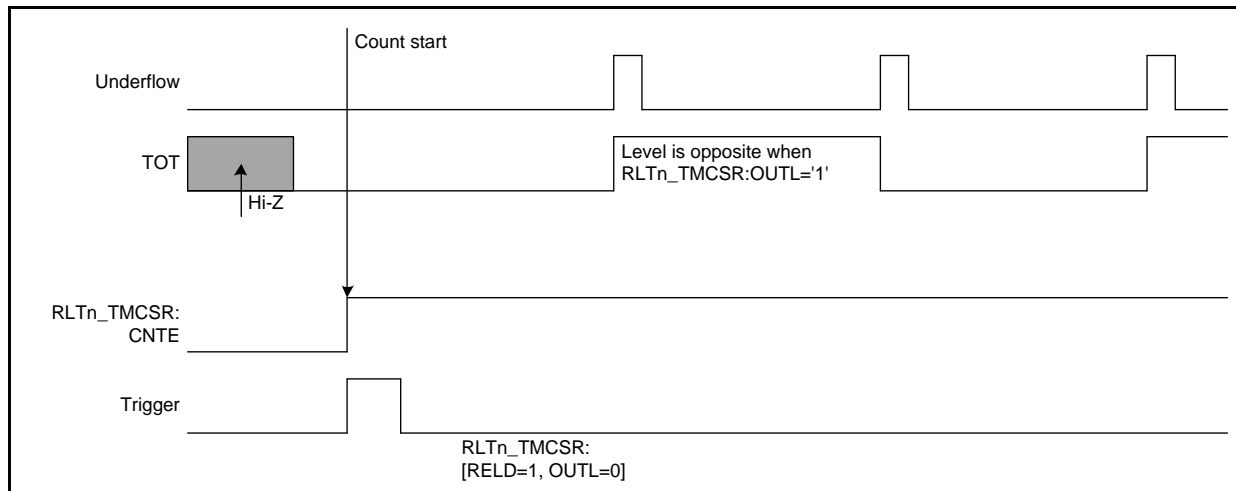 Count start
Underflow
TOT
Level is opposite when
RLTn_TMCSR:OUTL='1'
Hi-Z
RLTn_TMCSR:
CNTE
Trigger
RLTn_TMCSR:
[RELD=1, OUTL=0]